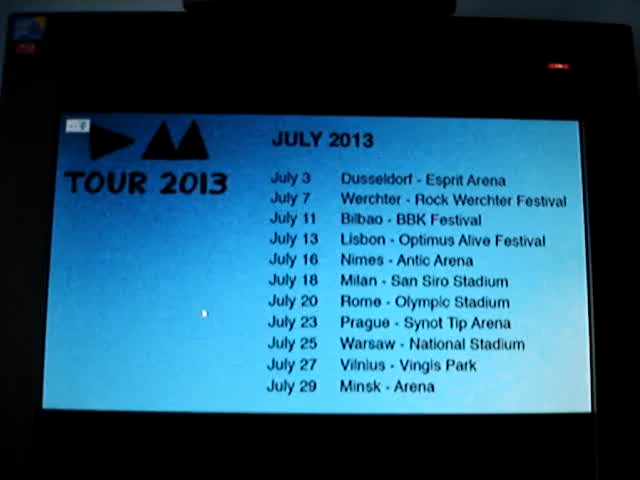 JULY 2013
TOUR 2013
July 3 Dusseldorf - Esprit Arena
July 7 Werchter - Rock Werchter Festival
July 11 Bilbao - BBK Festival
July 13 Lisbon - Optimus Alive Festival
July 16 Nimes - Antic Arena
July 18 Milan - San Siro Stadium
July 20 Rome - Olympic Stadium
July 23 Prague - Synot Tip Arena
July 25 Warsaw - National Stadium
July 27 Vilnius - Vingis Park
July 29 Minsk - Arena